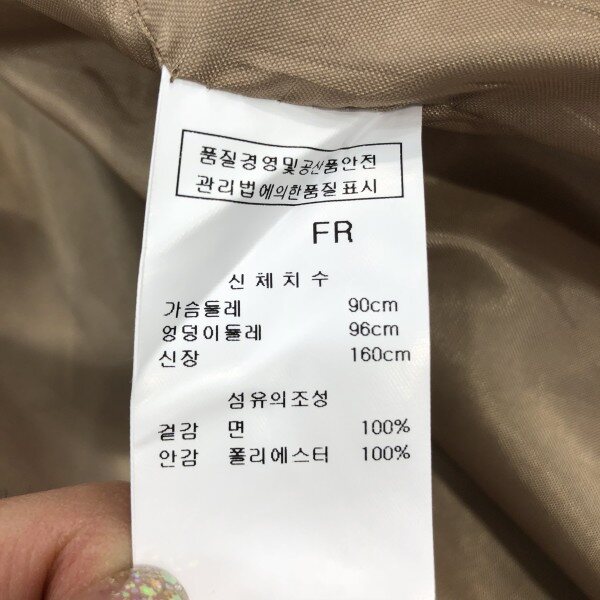 품질경영및공산품안전
관리법에의한품질표시
FR
신체치수
가슴둘레 90cm
엉덩이둘레 96cm
신장 160cm
섬유의조성
겉감 면 100%
안감 폴리에스터 100%